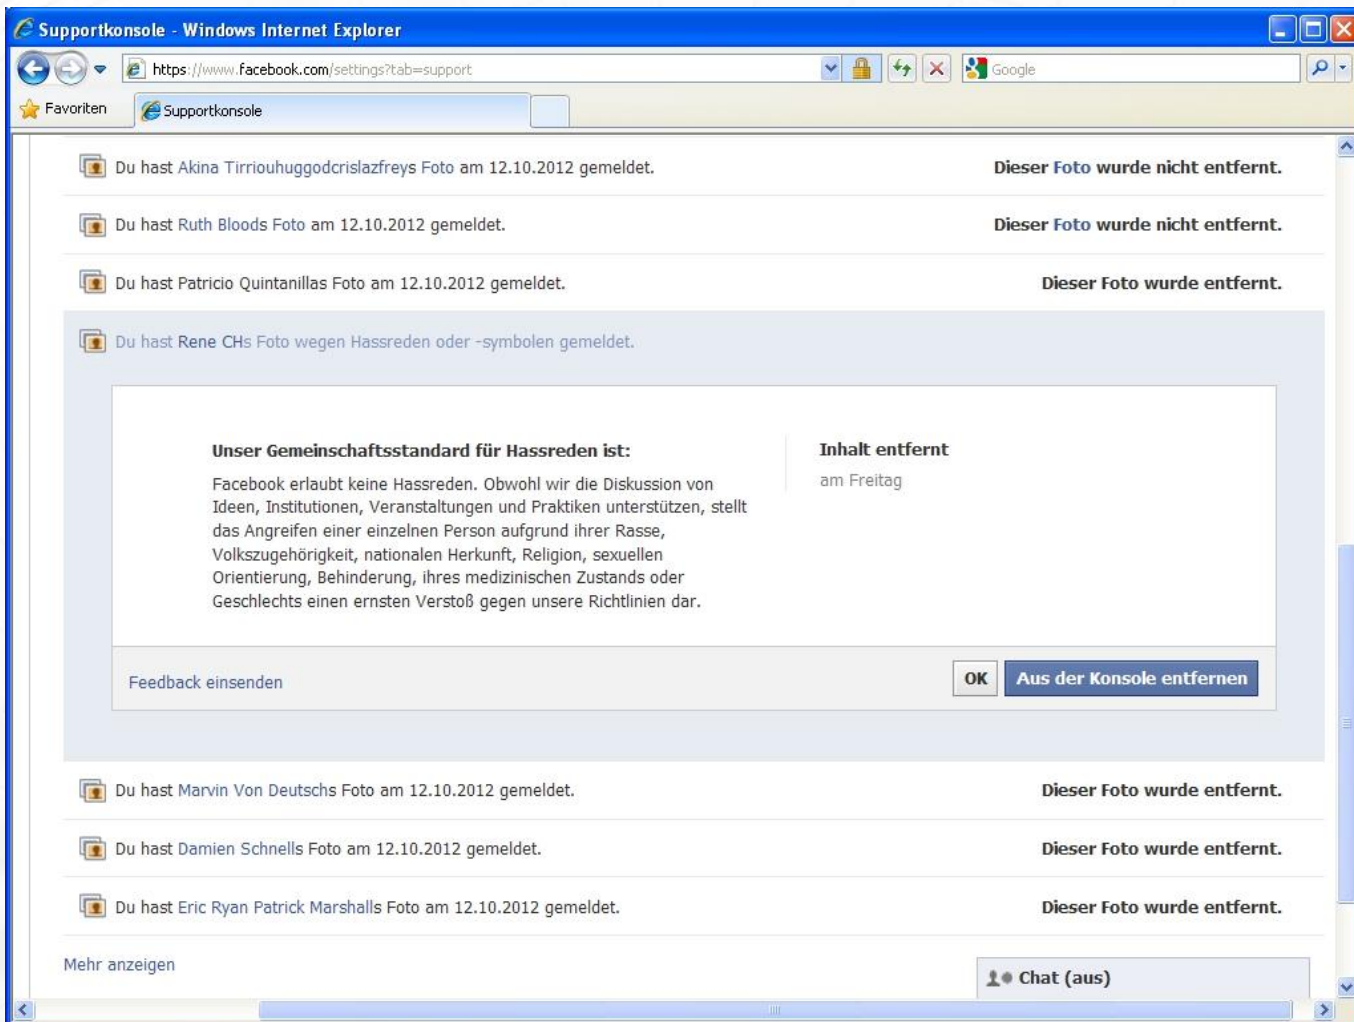 Supportkonsole - Windows Internet Explorer
https://www.facebook.com/settings?tab=support
Google
Favoriten
Supportkonsole
Du hast Akina Tirriouhuggodcrislazfreys Foto am 12.10.2012 gemeldet. Dieser Foto wurde nicht entfernt.
Du hast Ruth Bloods Foto am 12.10.2012 gemeldet. Dieser Foto wurde nicht entfernt.
Du hast Patricio Quintanillas Foto am 12.10.2012 gemeldet. Dieser Foto wurde entfernt.
Du hast Rene CHs Foto wegen Hassreden oder -symbolen gemeldet.
Unser Gemeinschaftsstandard für Hassreden ist:
Facebook erlaubt keine Hassreden. Obwohl wir die Diskussion von
Ideen, Institutionen, Veranstaltungen und Praktiken unterstützen, stellt
das Angreifen einer einzelnen Person aufgrund ihrer Rasse,
Volkszugehörigkeit, nationalen Herkunft, Religion, sexuellen
Orientierung, Behinderung, ihres medizinischen Zustands oder
Geschlechts einen ernsten Verstoß gegen unsere Richtlinien dar.
Inhalt entfernt
am Freitag
Feedback einsenden
OK
Aus der Konsole entfernen
Du hast Marvin Von Deutschs Foto am 12.10.2012 gemeldet. Dieser Foto wurde entfernt.
Du hast Damien Schnells Foto am 12.10.2012 gemeldet. Dieser Foto wurde entfernt.
Du hast Eric Ryan Patrick Marshalls Foto am 12.10.2012 gemeldet. Dieser Foto wurde entfernt.
Mehr anzeigen
Chat (aus)